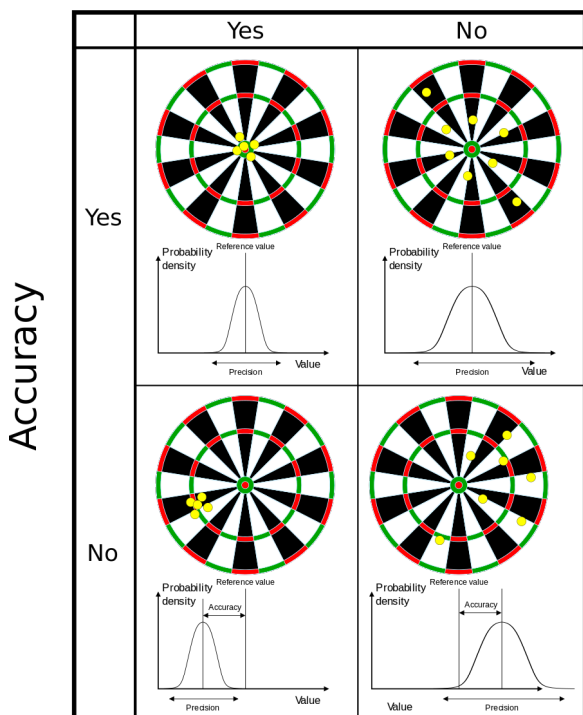 Yes
No
Accuracy
Yes
Reference value
Probability
density
Precision
Value
Reference value
Probability
density
Precision
Value
No
Reference value
Probability
density
Accuracy
Value
Precision
Reference value
Probability
density
Accuracy
Value
Precision